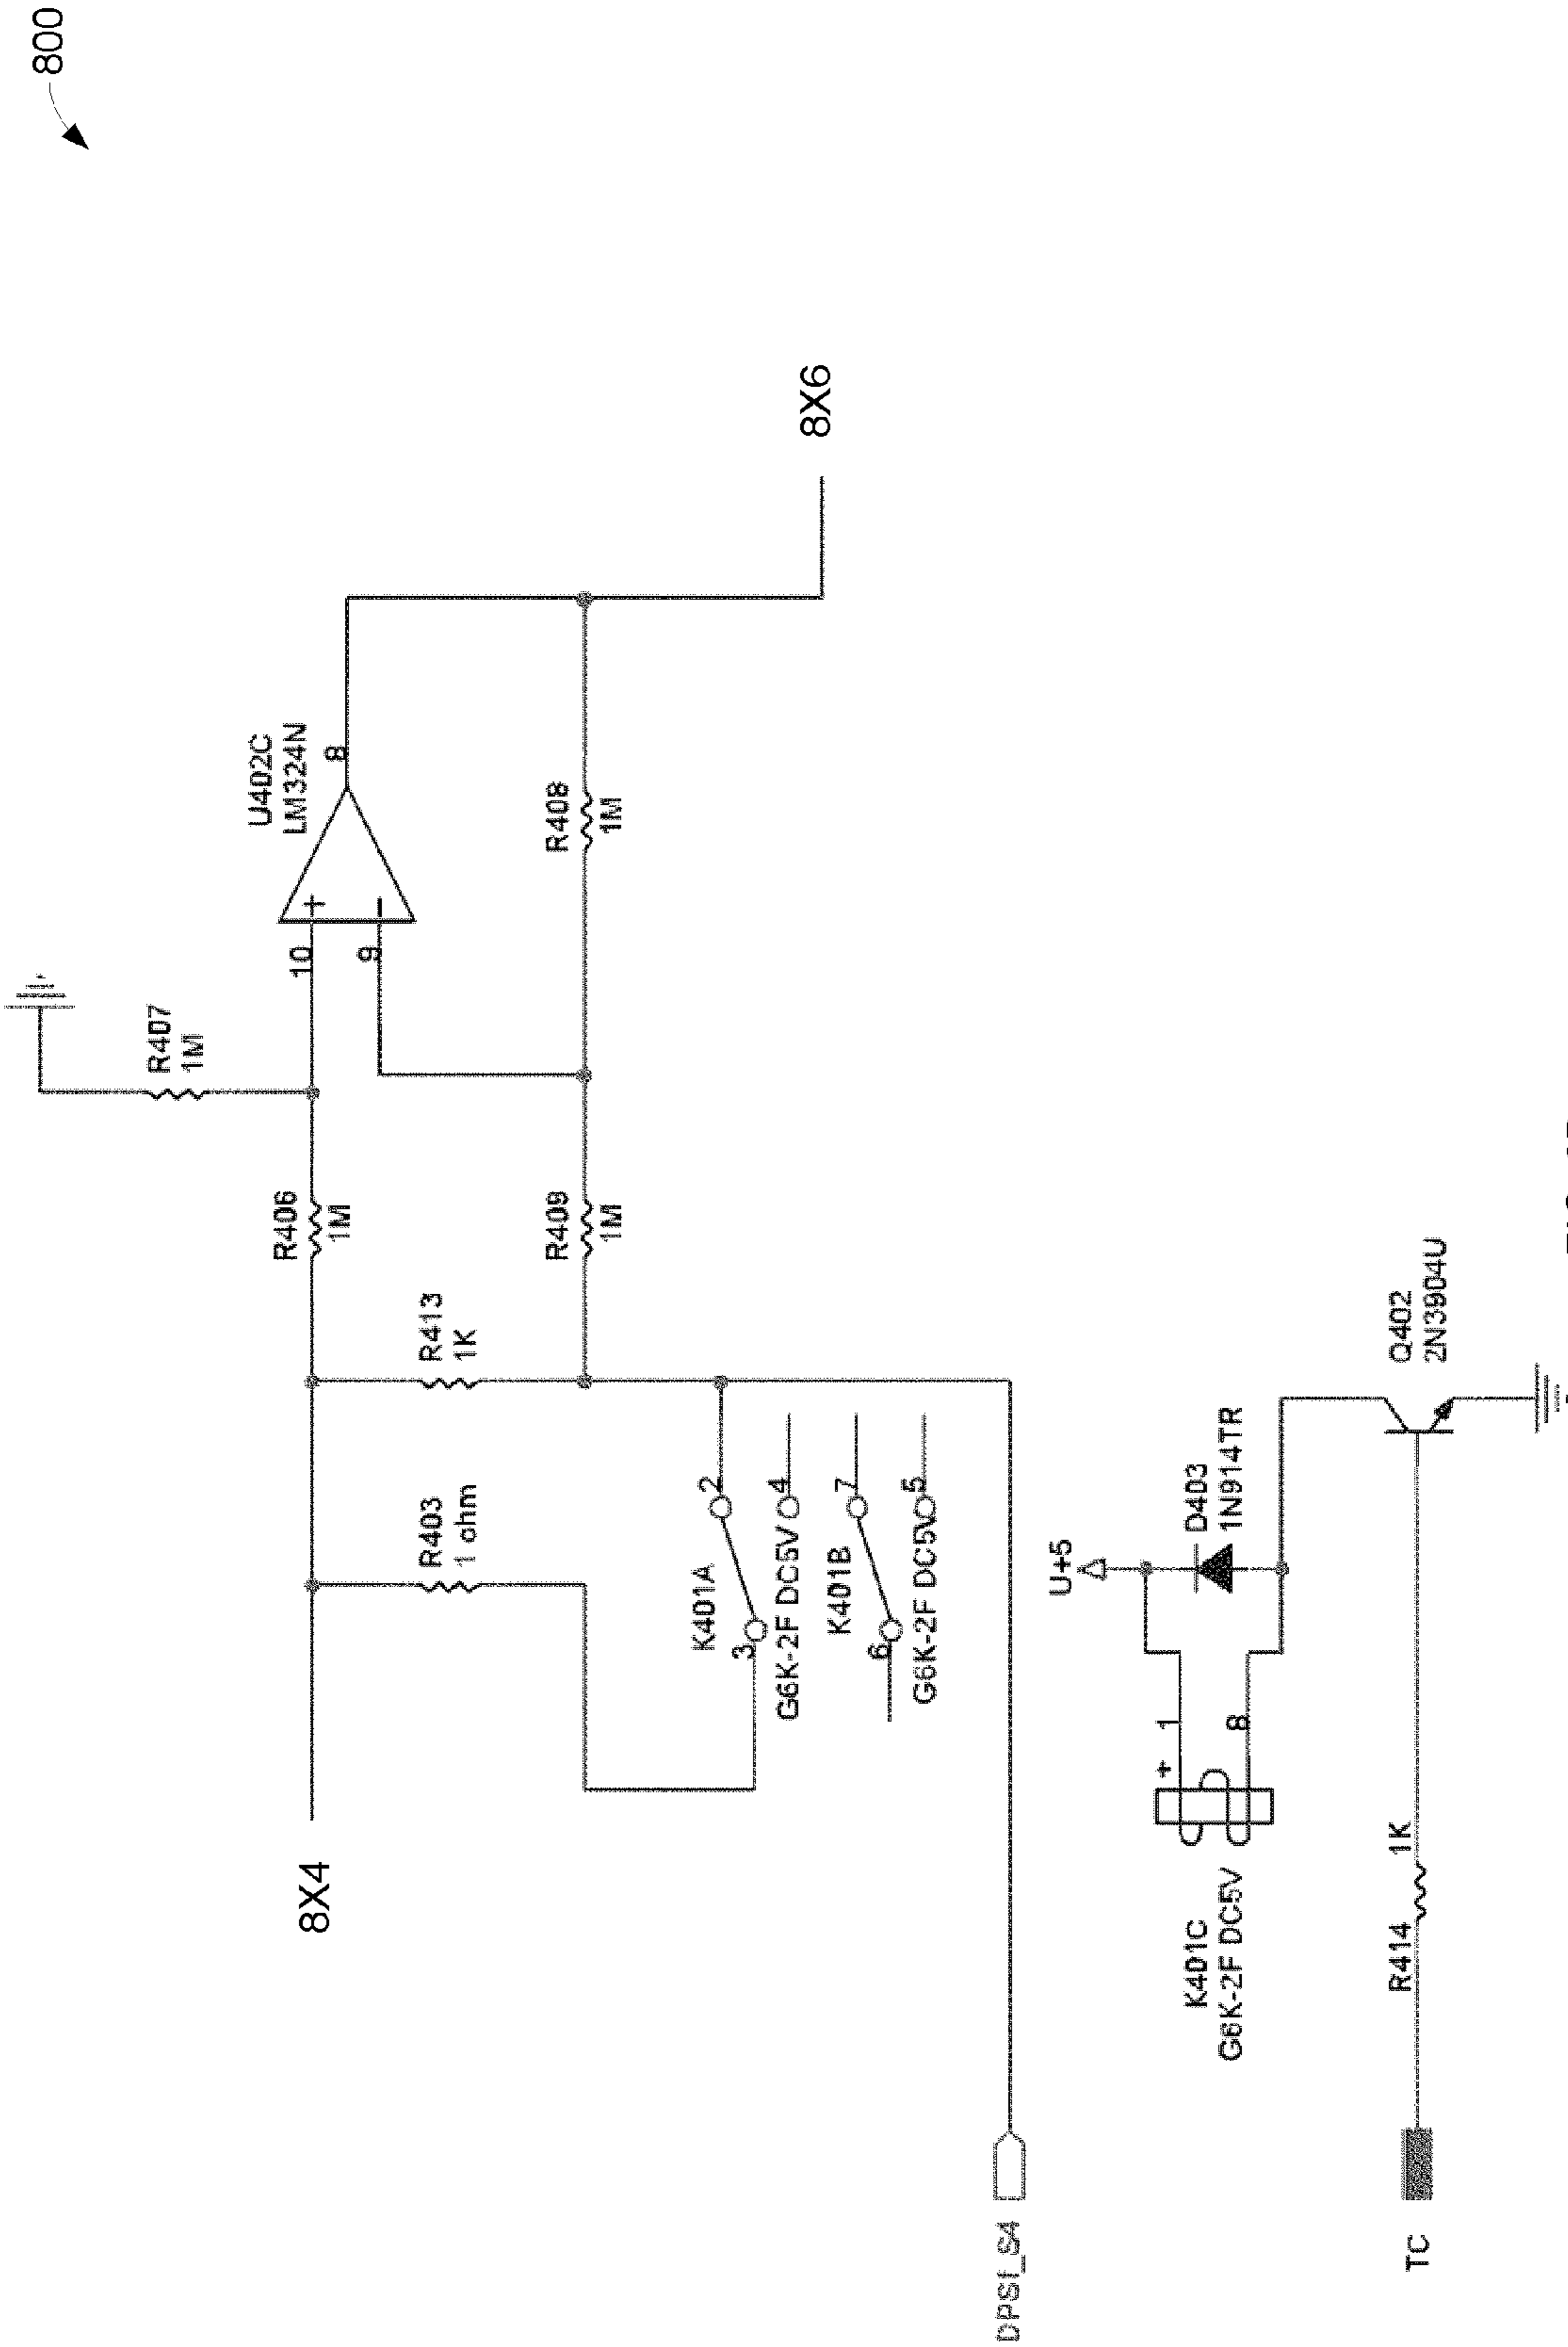 800
R407
1M
U402C
LM324N
10
+
9
−
8
R406
1M
R408
1M
R409
1M
8X6
8X4
R413
1K
R403
1 ohm
K401A
3
2
4
G6K-2F DC5V
K401B
6
7
5
G6K-2F DC5V
DPSI_S4
U+5
D403
1N914TR
+
1
8
K401C
G6K-2F DC5V
Q402
2N3904U
R414
1K
TC